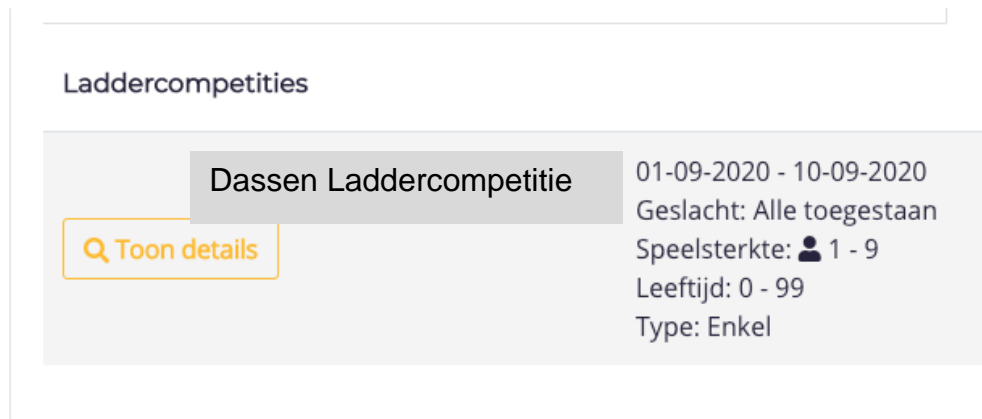 Laddercompetities
Dassen Laddercompetitie
Toon details
01-09-2020 - 10-09-2020
Geslacht: Alle toegestaan
Speelsterkte: 1 - 9
Leeftijd: 0 - 99
Type: Enkel